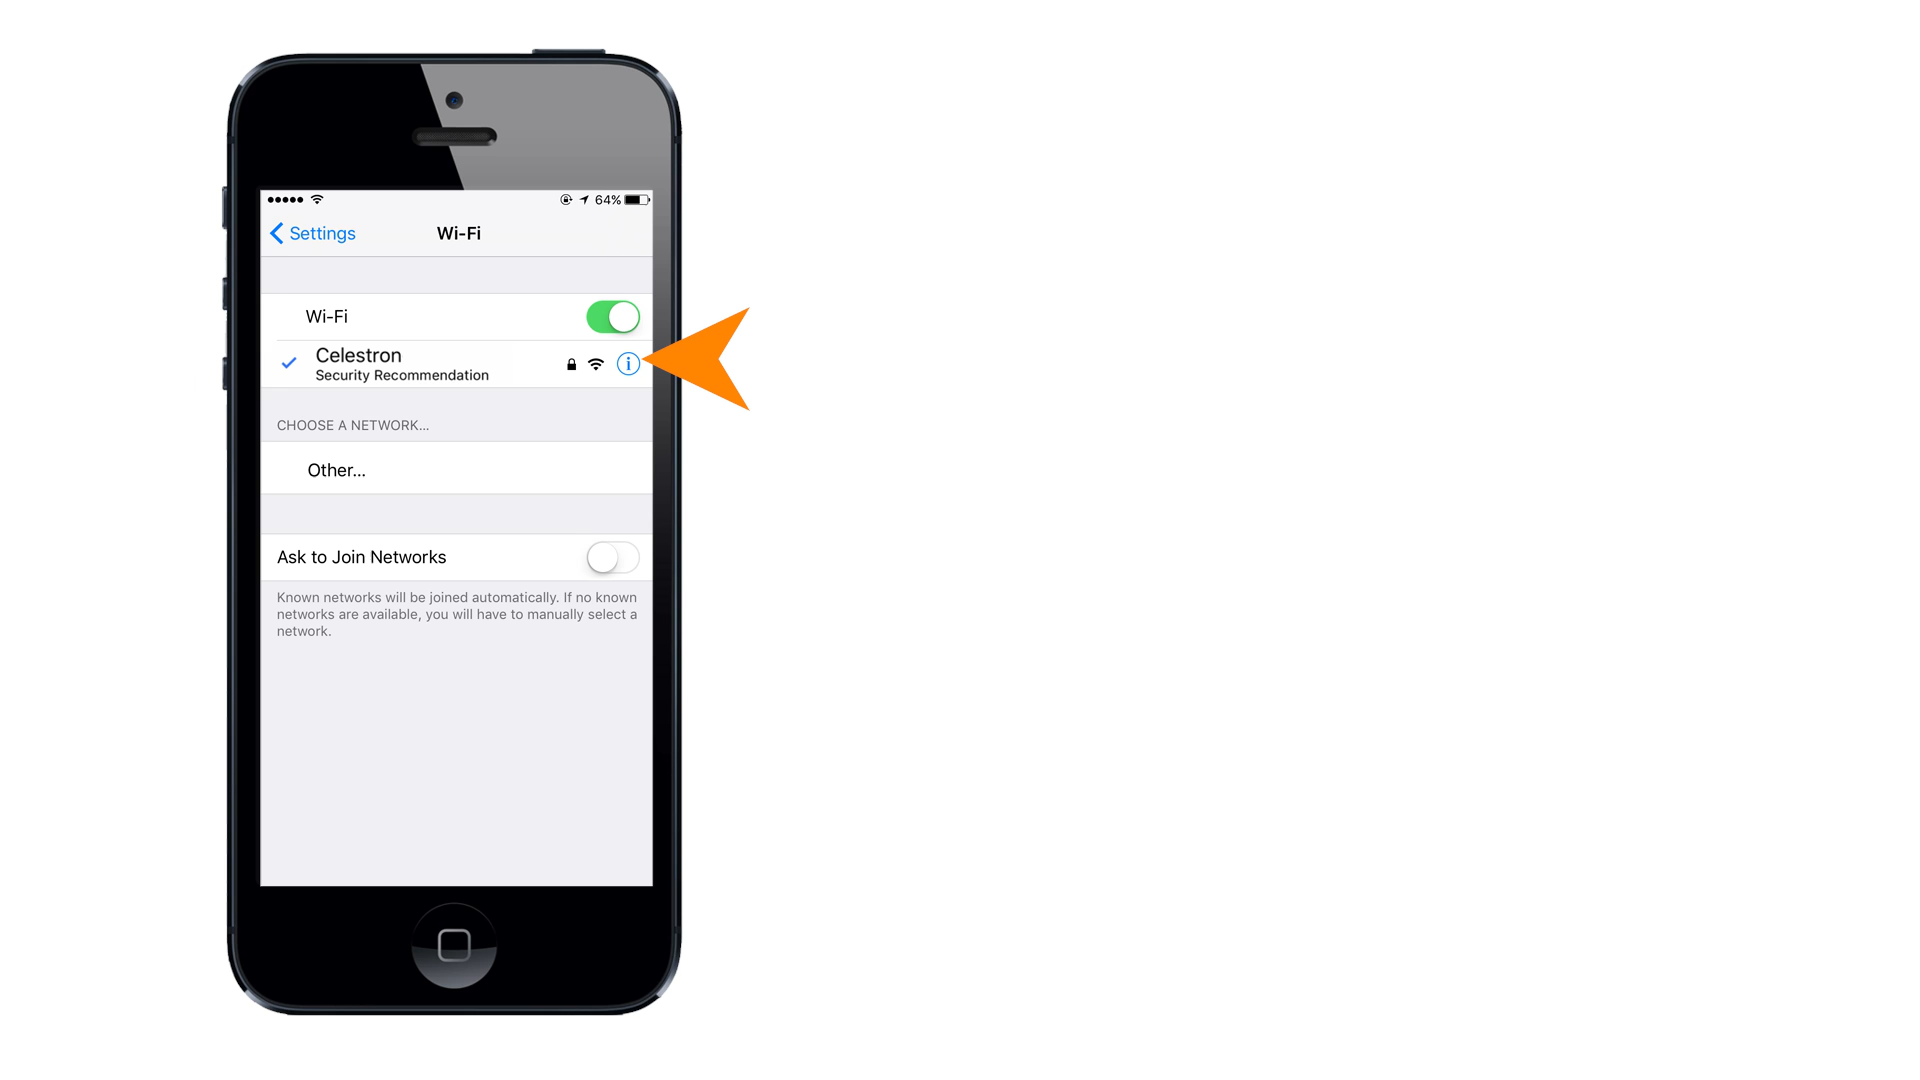 64%
Settings
Wi-Fi
Wi-Fi
Celestron
Security Recommendation
CHOOSE A NETWORK...
Other...
Ask to Join Networks
Known networks will be joined automatically. If no known
networks are available, you will have to manually select a
network.